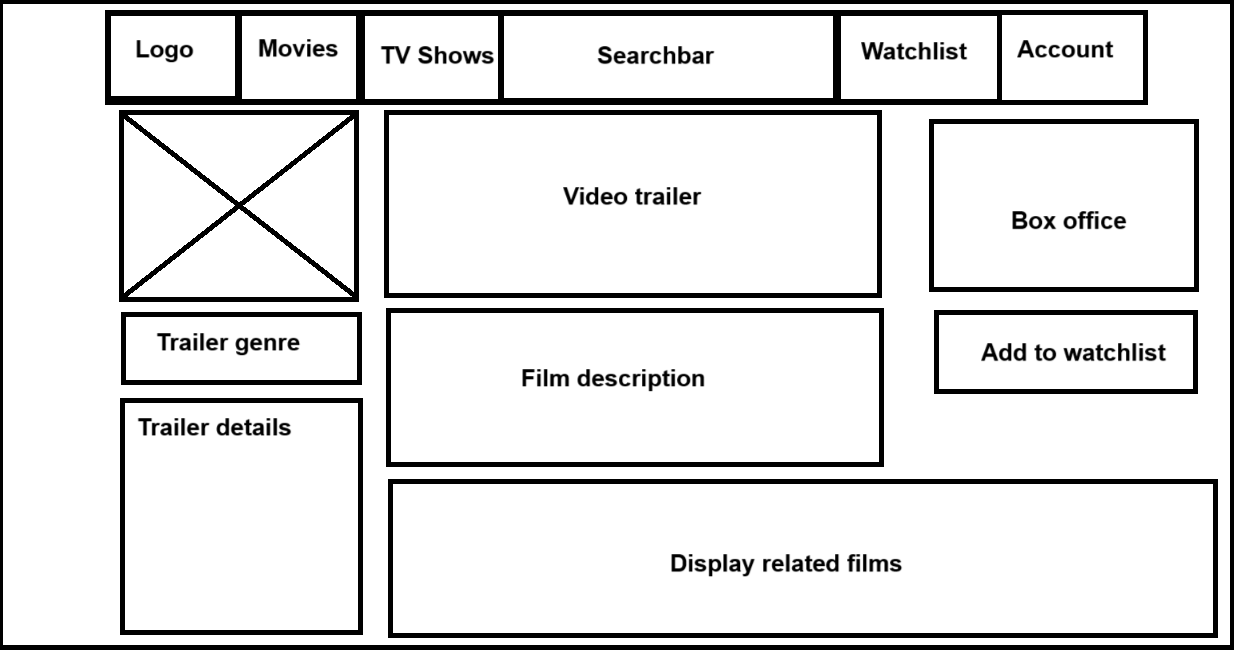 Logo
Movies
TV Shows
Searchbar
Watchlist
Account
Video trailer
Box office
Trailer genre
Film description
Add to watchlist
Trailer details
Display related films